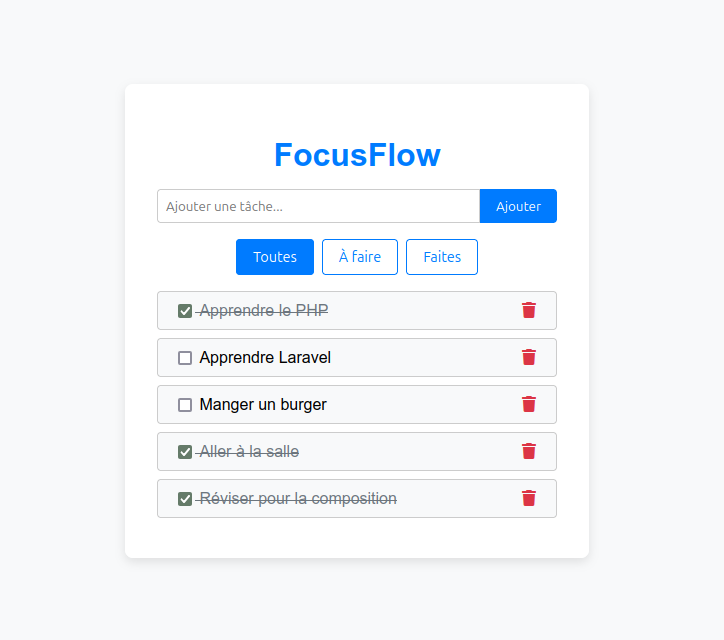 FocusFlow
Ajouter une tâche... Ajouter
Toutes À faire Faites
Apprendre le PHP
Apprendre Laravel
Manger un burger
Aller à la salle
Réviser pour la composition